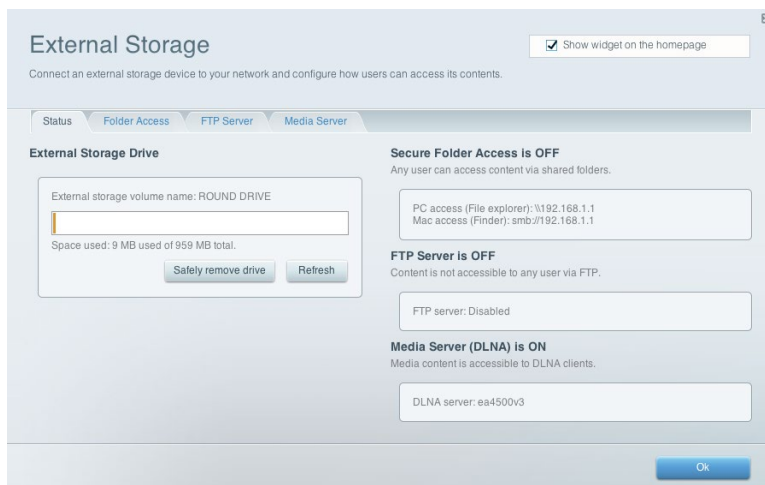 External Storage
Show widget on the homepage
Connect an external storage device to your network and configure how users can access its contents.
Status
Folder Access
FTP Server
Media Server
External Storage Drive
External storage volume name: ROUND DRIVE
Space used: 9 MB used of 959 MB total.
Safely remove drive
Refresh
Secure Folder Access is OFF
Any user can access content via shared folders.
PC access (File explorer): \\192.168.1.1
Mac access (Finder): smb://192.168.1.1
FTP Server is OFF
Content is not accessible to any user via FTP.
FTP server: Disabled
Media Server (DLNA) is ON
Media content is accessible to DLNA clients.
DLNA server: ea4500v3
Ok